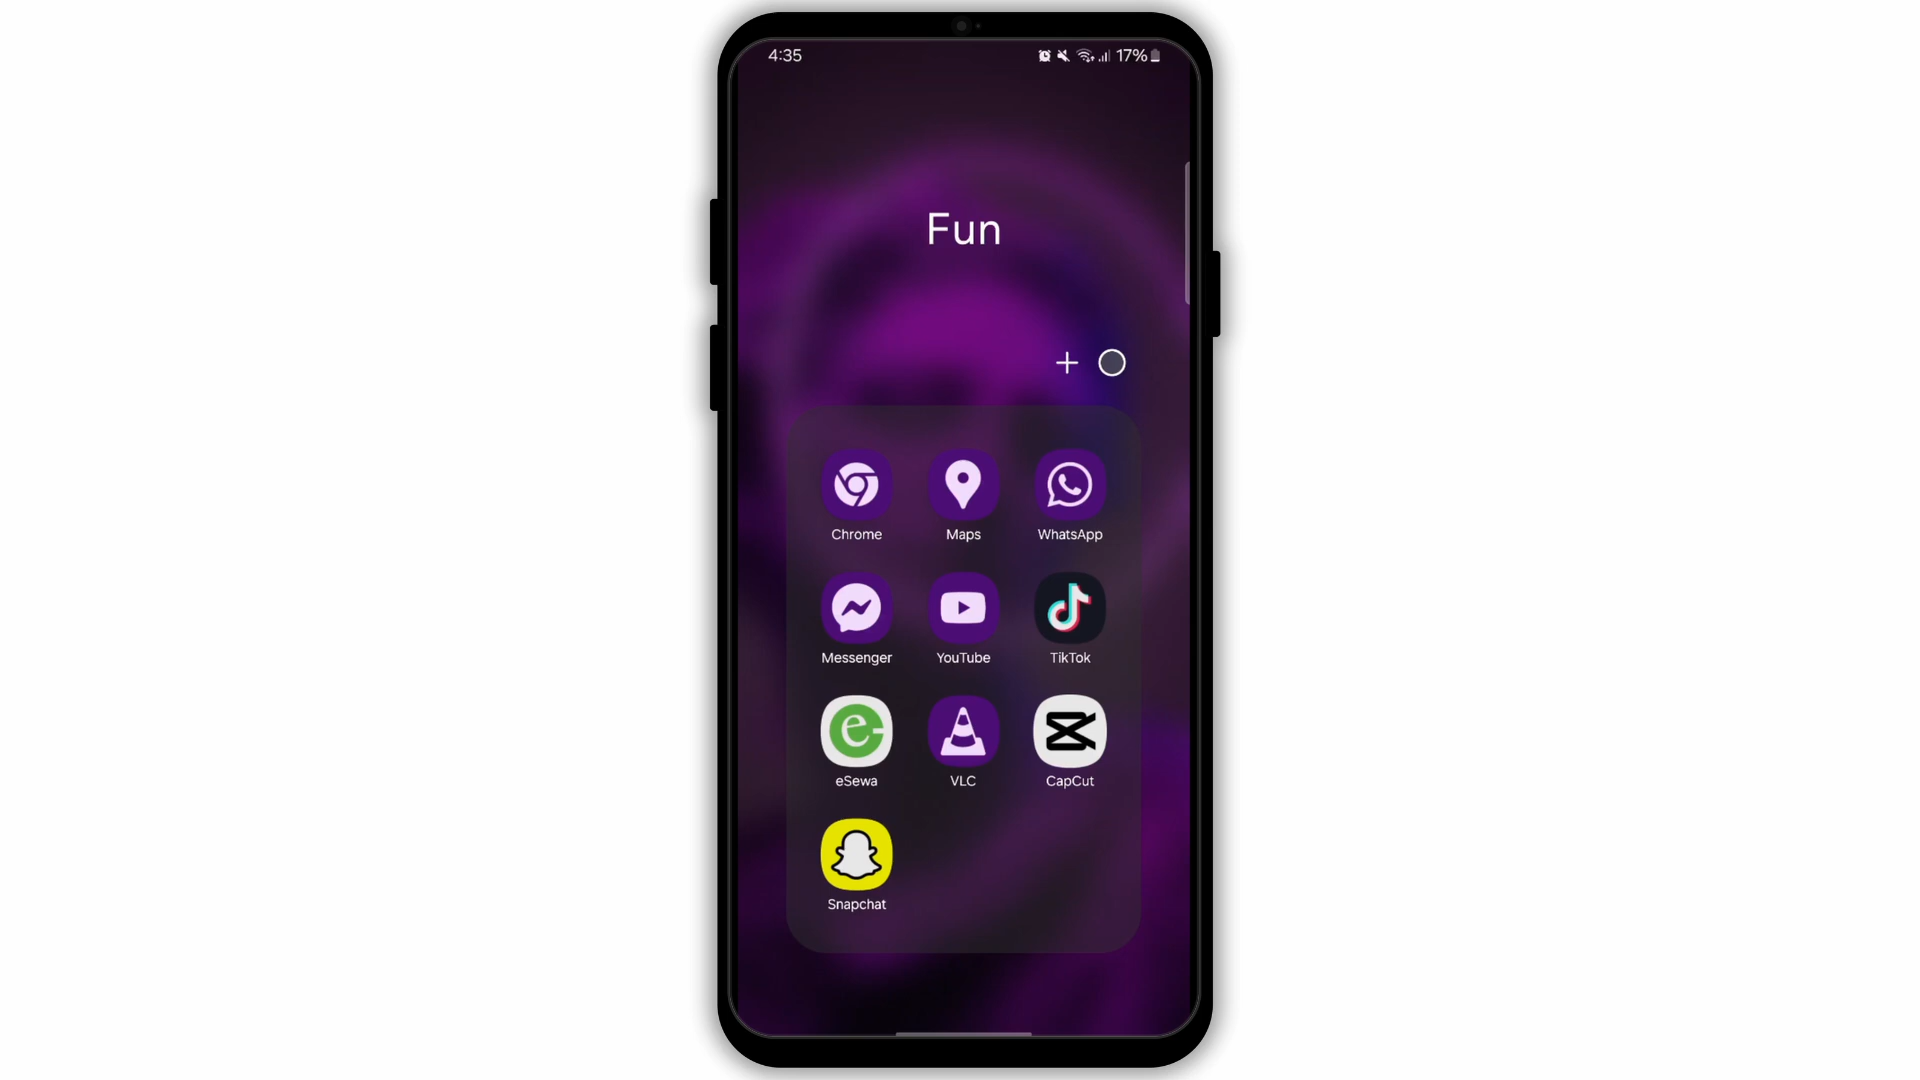 4:35 17%
Fun
Chrome Maps WhatsApp
Messenger YouTube TikTok
eSewa VLC CapCut
Snapchat